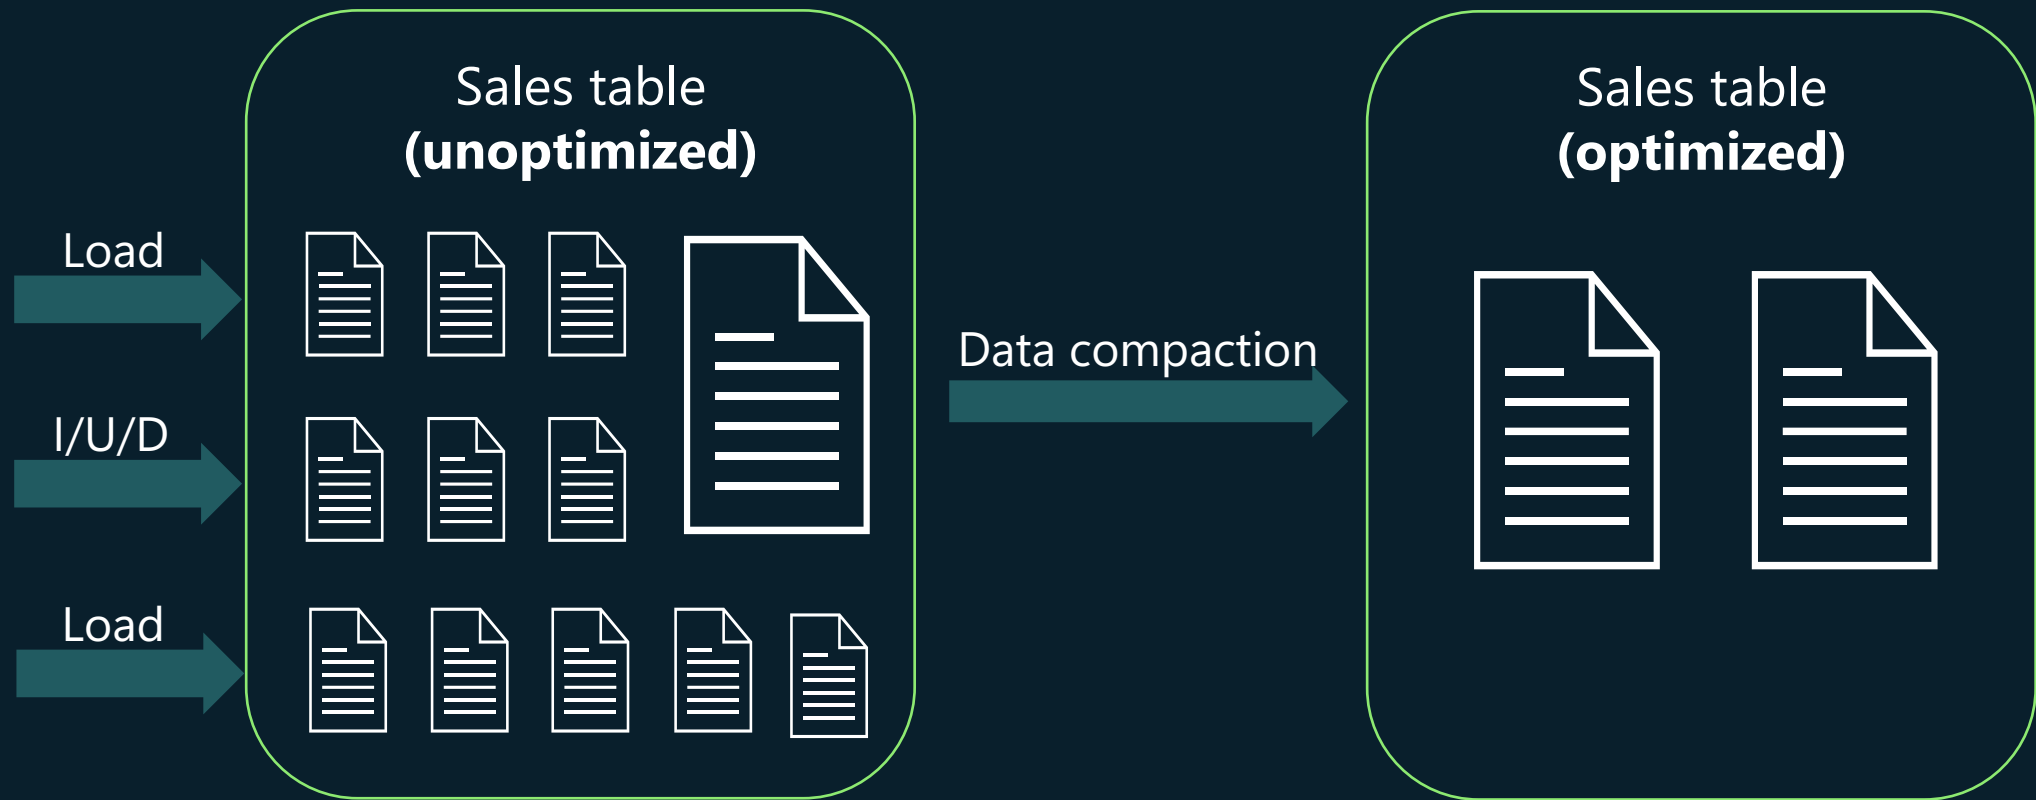 Sales table
(unoptimized)
Load
I/U/D
Load
Data compaction
Sales table
(optimized)